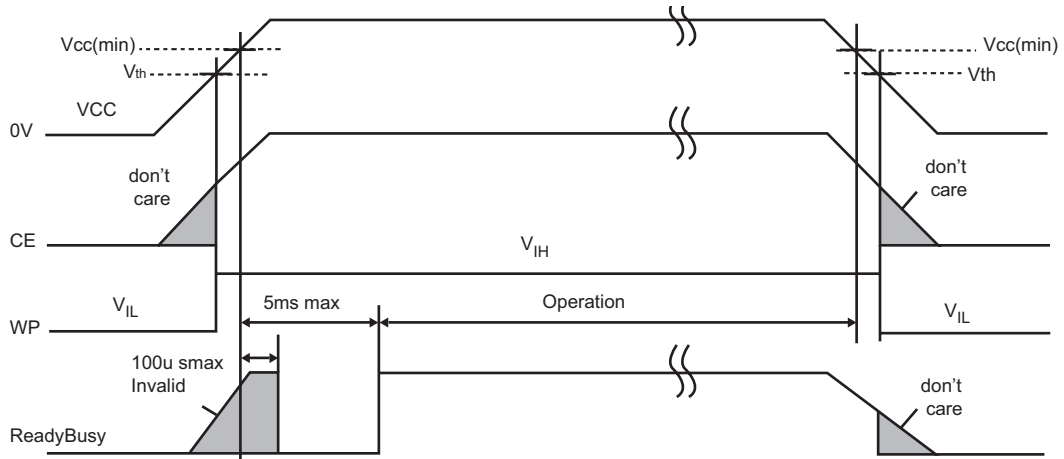 Vcc(min)
Vcc(min)
Vth
Vth
VCC
0V
don't
care
don't
care
CE
VIH
5ms max
Operation
VIL
VIL
WP
100u smax
Invalid
don't
care
ReadyBusy